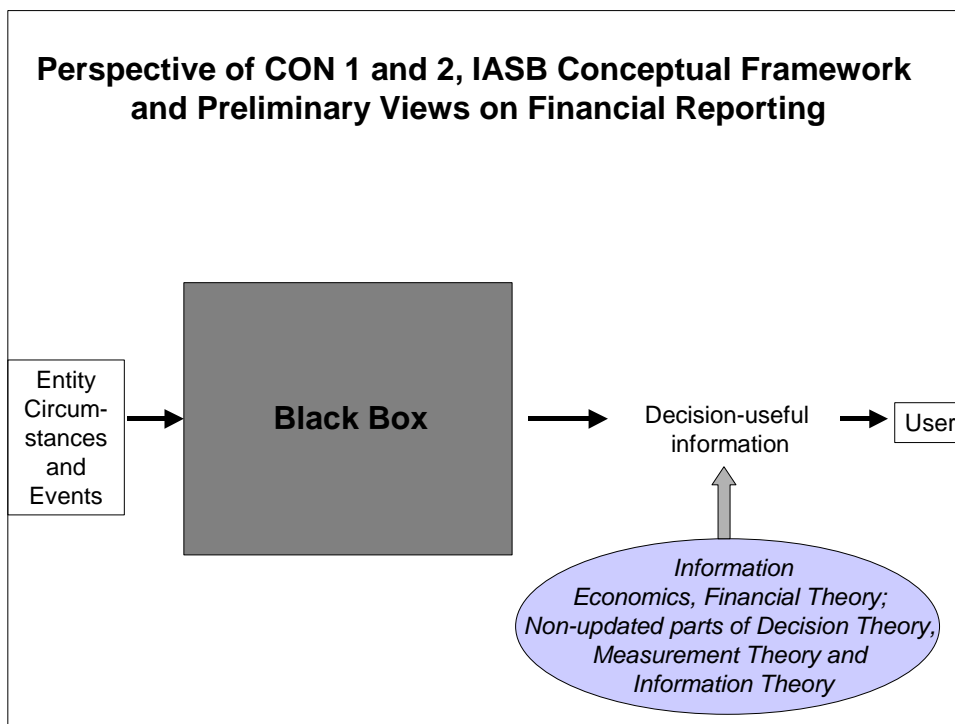 Perspective of CON 1 and 2, IASB Conceptual Framework
and Preliminary Views on Financial Reporting
Entity
Circum-
stances
and
Events
Black Box
Decision-useful
information
User
Information
Economics, Financial Theory;
Non-updated parts of Decision Theory,
Measurement Theory and
Information Theory